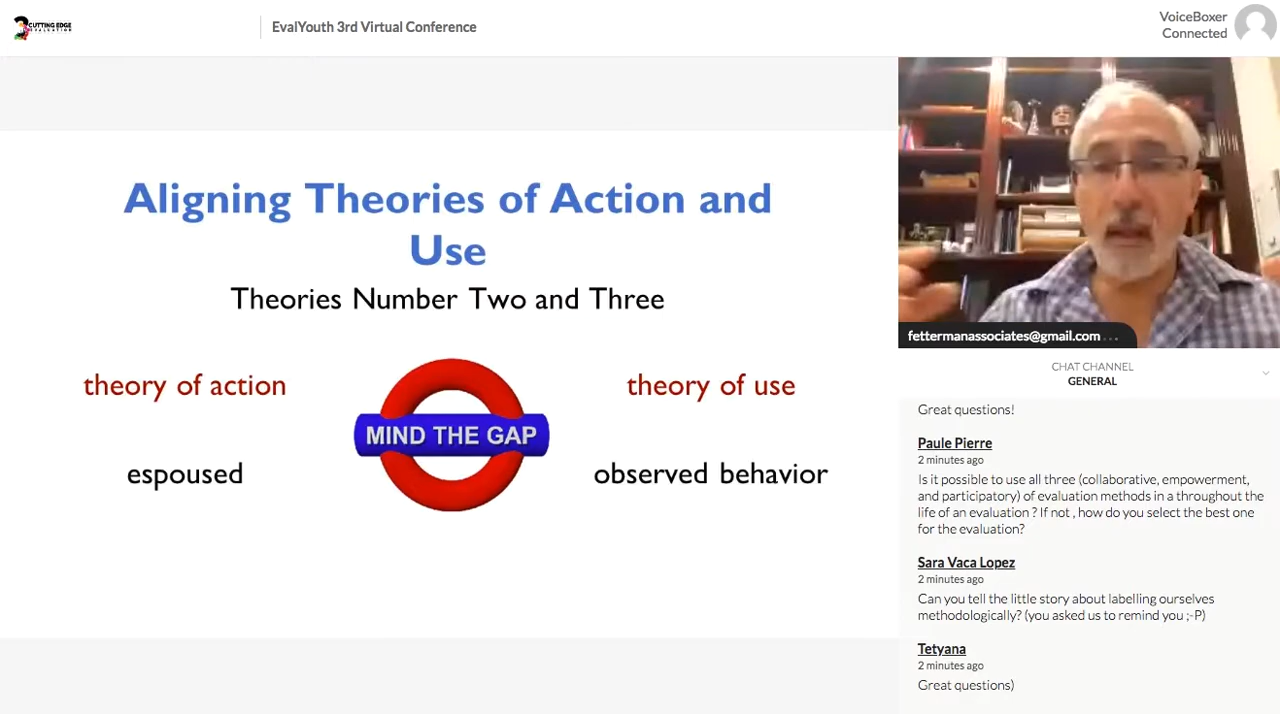 CUTTING EDGE
EvalYouth 3rd Virtual Conference
VoiceBoxer
Connected
Aligning Theories of Action and
Use
Theories Number Two and Three
theory of action
theory of use
MIND THE GAP
espoused
observed behavior
fettermanassociates@gmail.com ...
CHAT CHANNEL
GENERAL
Great questions!
Paule Pierre
2 minutes ago
Is it possible to use all three (collaborative, empowerment,
and participatory) of evaluation methods in a throughout the
life of an evaluation ? If not , how do you select the best one
for the evaluation?
Sara Vaca Lopez
2 minutes ago
Can you tell the little story about labelling ourselves
methodologically? (you asked us to remind you ;-P)
Tetyana
2 minutes ago
Great questions)